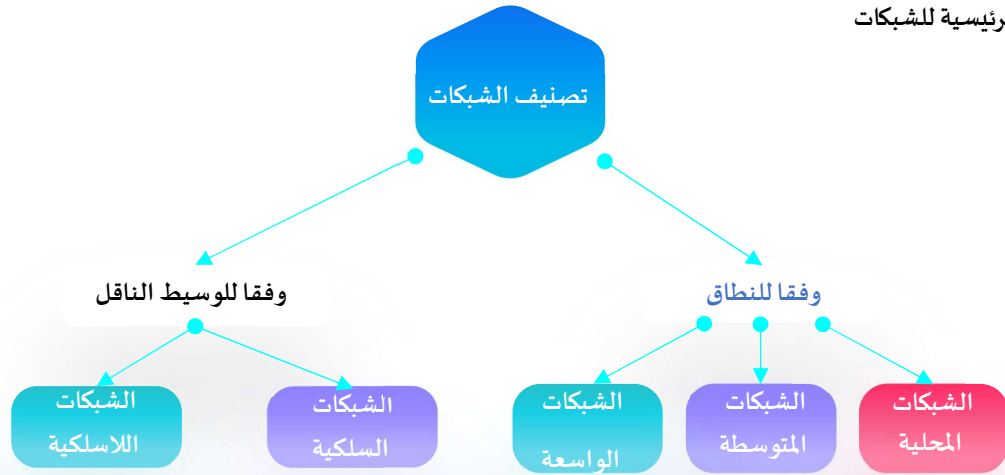 رئيسية للشبكات
تصنيف الشبكات
وفقا للنطاق
وفقا للوسيط الناقل
الشبكات
المحلية
الشبكات
المتوسطة
الشبكات
الواسعة
الشبكات
السلكية
الشبكات
اللاسلكية